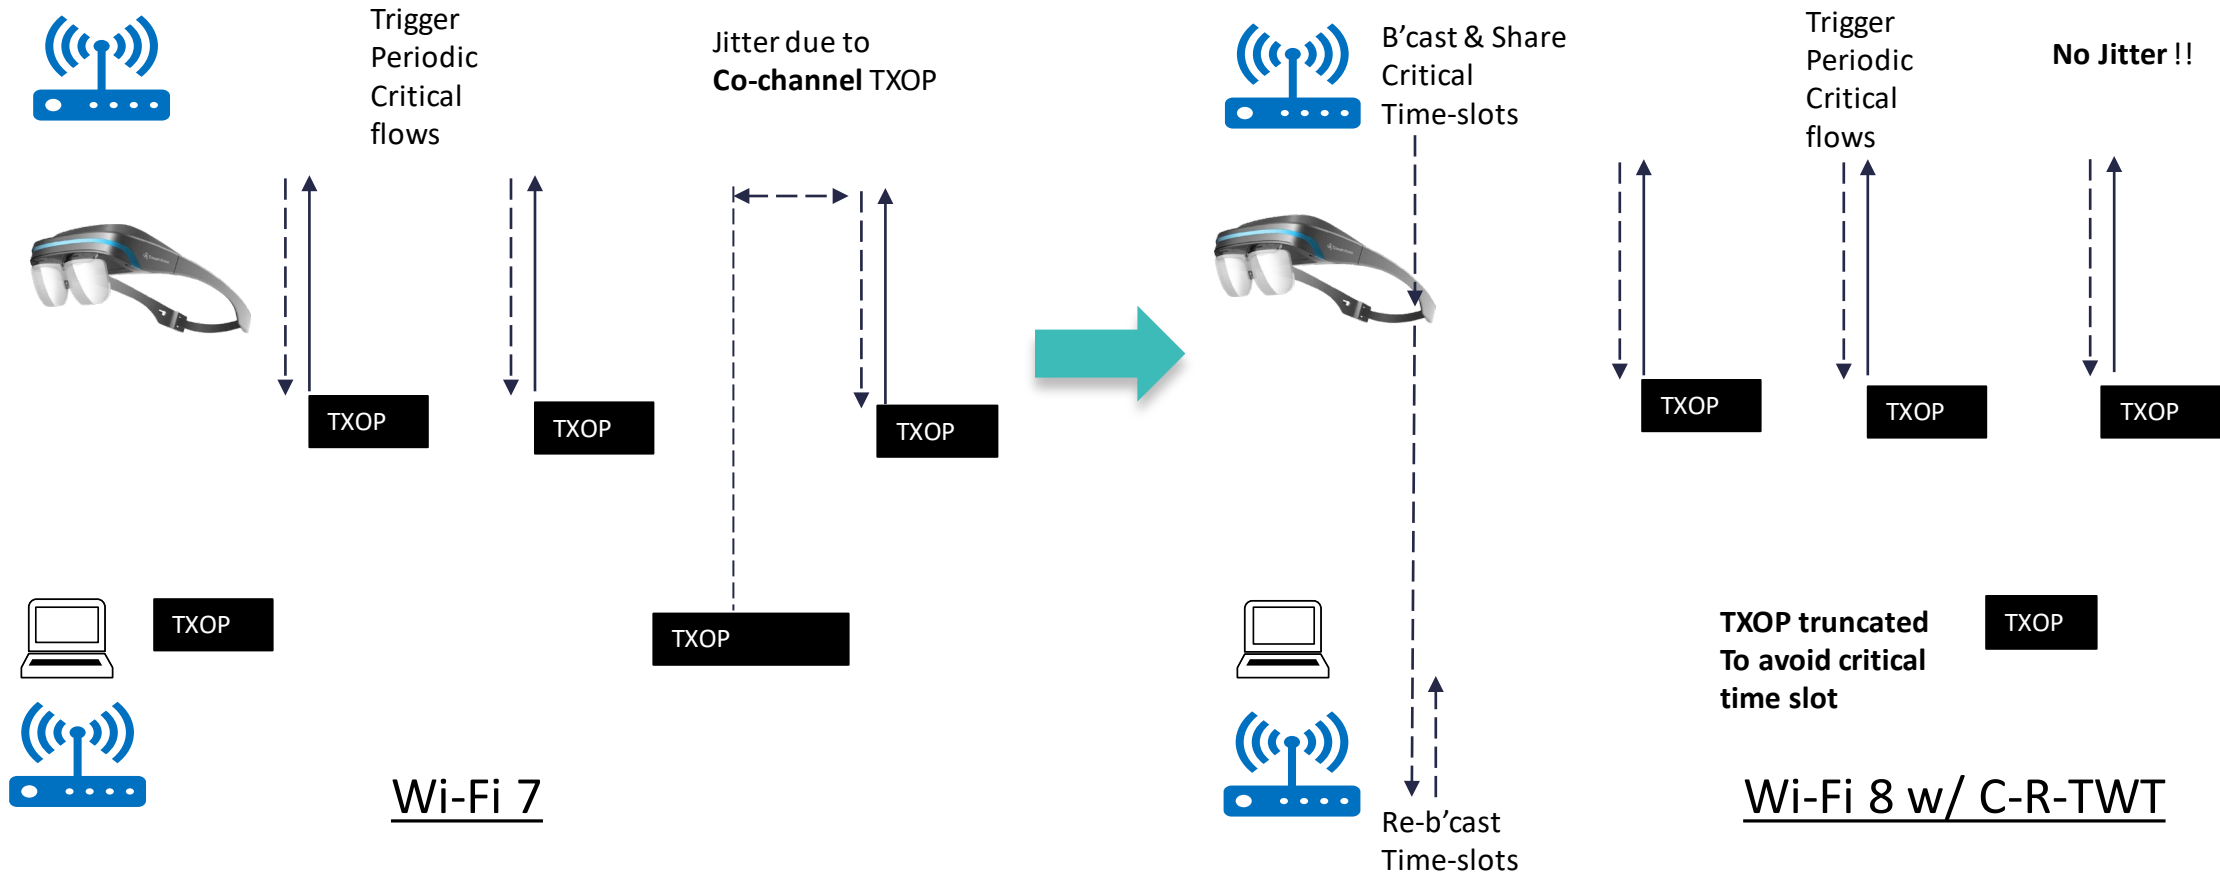 Trigger
Periodic
Critical
flows
Jitter due to
Co-channel TXOP
TXOP
TXOP
TXOP
TXOP
TXOP
Wi-Fi 7
B'cast & Share
Critical
Time-slots
Trigger
Periodic
Critical
flows
No Jitter !!
TXOP
TXOP
TXOP
TXOP truncated
To avoid critical
time slot
TXOP
Re-b'cast
Time-slots
Wi-Fi 8 w/ C-R-TWT